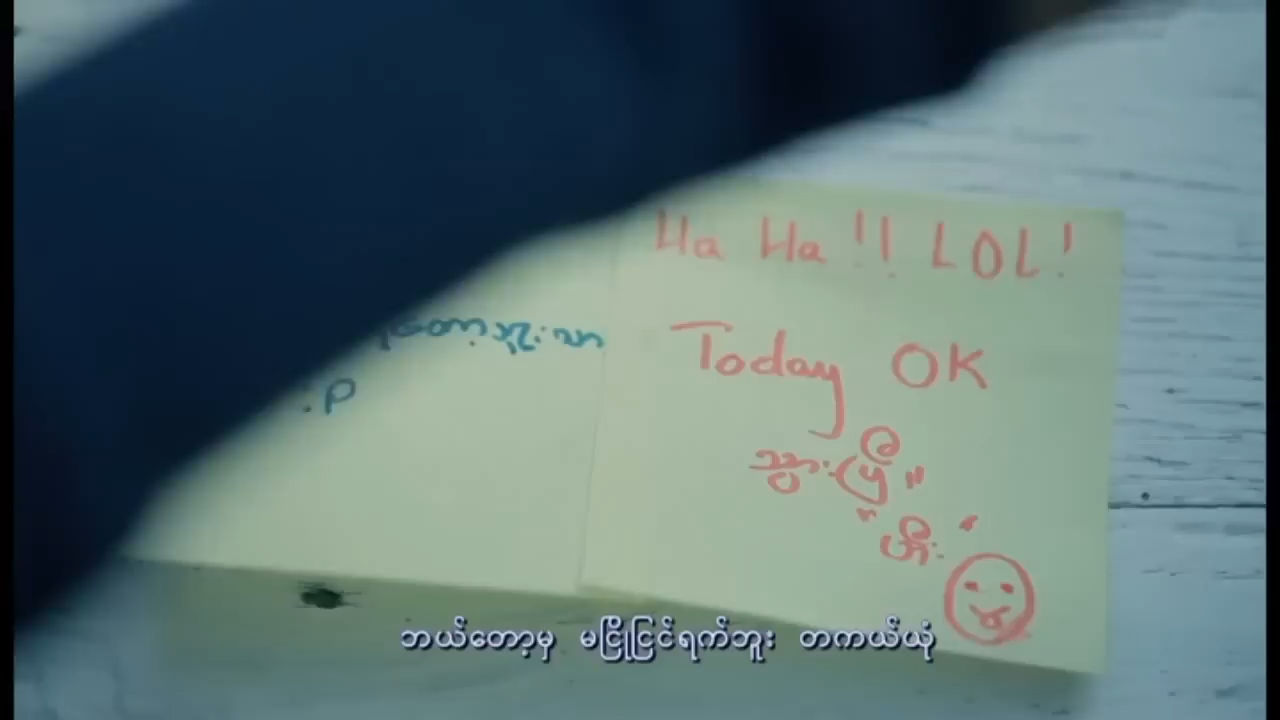 Ha Ha !! LOL !
Today OK
သွားပြီ ။
" ဟီး "
ဘယ်တော့မှ မငြိုငြင်ရက်ဘူး တကယ်ယုံ